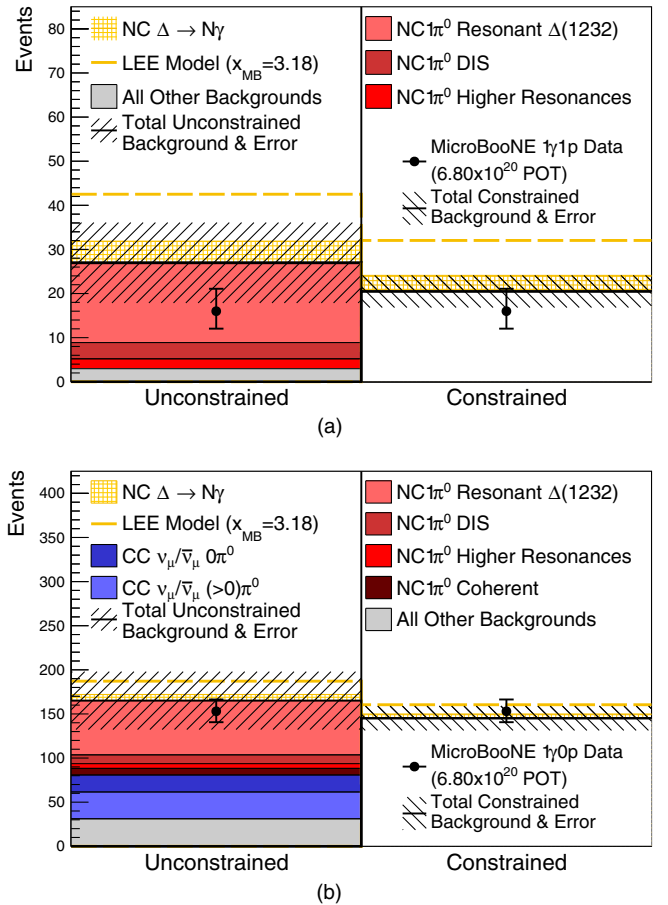 Events
80
70
60
50
40
30
20
10
0
NC Δ → Nγ
LEE Model (x_MB=3.18)
All Other Backgrounds
Total Unconstrained
Background & Error
NC1π⁰ Resonant Δ(1232)
NC1π⁰ DIS
NC1π⁰ Higher Resonances
MicroBooNE 1γ1p Data
(6.80x10²⁰ POT)
Total Constrained
Background & Error
Unconstrained
Constrained
(a)
Events
400
350
300
250
200
150
100
50
0
NC Δ → Nγ
LEE Model (x_MB=3.18)
CC ν_μ/ν̅_μ 0π⁰
CC ν_μ/ν̅_μ (>0)π⁰
Total Unconstrained
Background & Error
NC1π⁰ Resonant Δ(1232)
NC1π⁰ DIS
NC1π⁰ Higher Resonances
NC1π⁰ Coherent
All Other Backgrounds
MicroBooNE 1γ0p Data
(6.80x10²⁰ POT)
Total Constrained
Background & Error
Unconstrained
Constrained
(b)